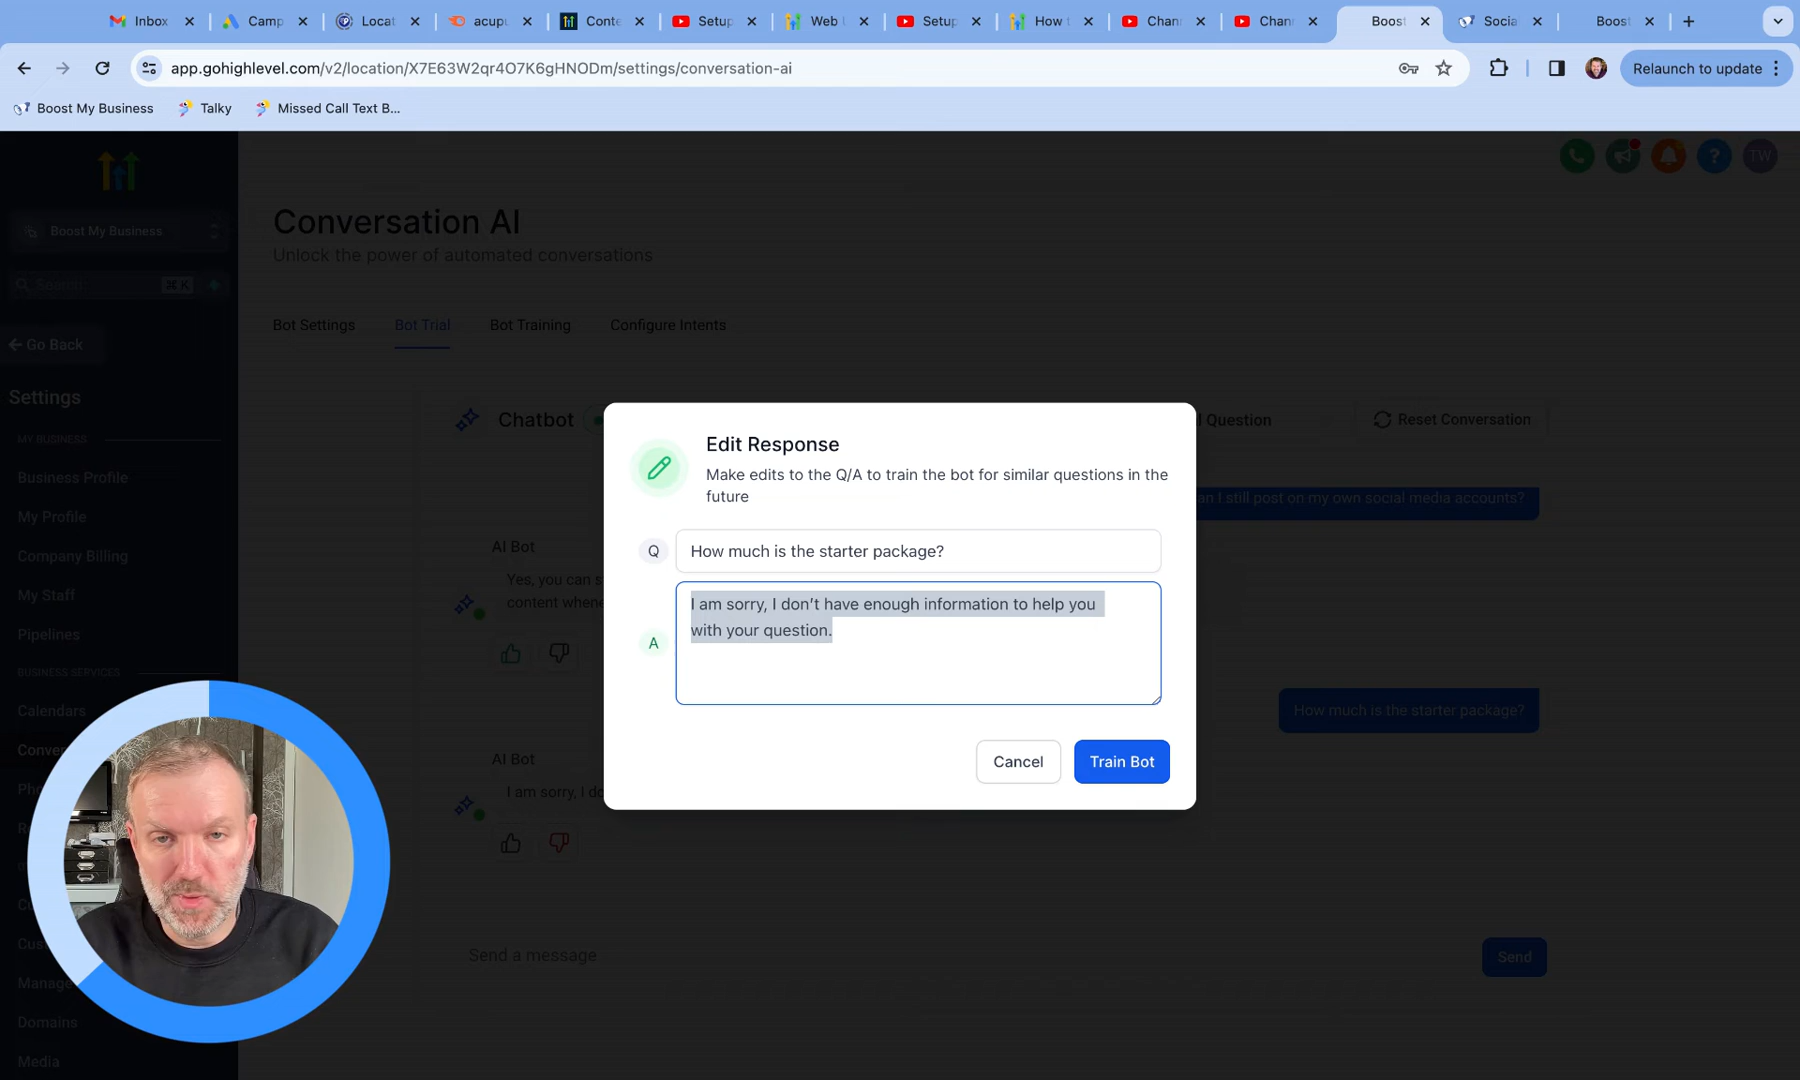 Inbox
Camp
Locat
acupu
Conte
Setup
Web
Setup
How t
Chan
Chan
Boost
Socia
Boost
app.gohighlevel.com/v2/location/X7E63W2qr4O7K6gHNODm/settings/conversation-ai
Relaunch to update
Boost My Business
Talky
Missed Call Text B...
TW
Conversation AI
Unlock the power of automated conversations
Boost My Business
Search
⌘ K
Bot Settings
Bot Trial
Bot Training
Configure Intents
Go Back
Settings
MY BUSINESS
Business Profile
My Profile
Company Billing
My Staff
Pipelines
BUSINESS SERVICES
Calendars
Conver
Ph
Cu
Manage
Domains
Media
Chatbot
l Question
Reset Conversation
an I still post on my own social media accounts?
AI Bot
Yes, you can s
content whene
How much is the starter package?
AI Bot
I am sorry, I do
Send a message
Send
Edit Response
Make edits to the Q/A to train the bot for similar questions in the
future
Q
How much is the starter package?
A
I am sorry, I don’t have enough information to help you
with your question.
Cancel
Train Bot